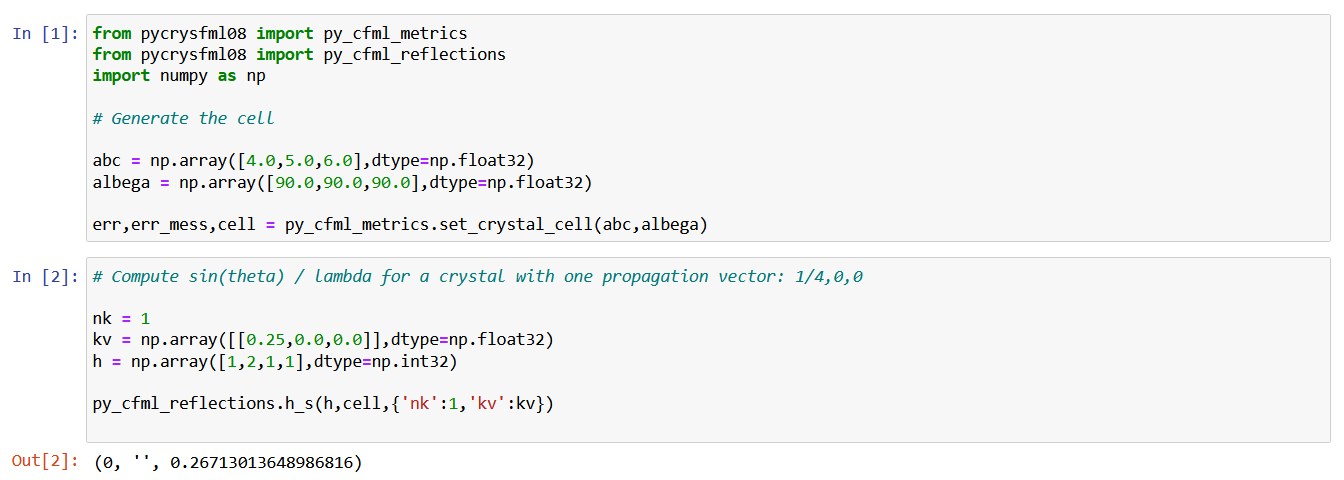 In [1]:
from pycrysfml08 import py_cfml_metrics
from pycrysfml08 import py_cfml_reflections
import numpy as np
# Generate the cell
abc = np.array([4.0,5.0,6.0],dtype=np.float32)
albega = np.array([90.0,90.0,90.0],dtype=np.float32)
err,err_mess,cell = py_cfml_metrics.set_crystal_cell(abc,albega)
In [2]:
# Compute sin(theta) / lambda for a crystal with one propagation vector: 1/4,0,0
nk = 1
kv = np.array([[0.25,0.0,0.0]],dtype=np.float32)
h = np.array([1,2,1,1],dtype=np.int32)
py_cfml_reflections.h_s(h,cell,{'nk':1,'kv':kv})
Out[2]:
(0, '', 0.26713013648986816)